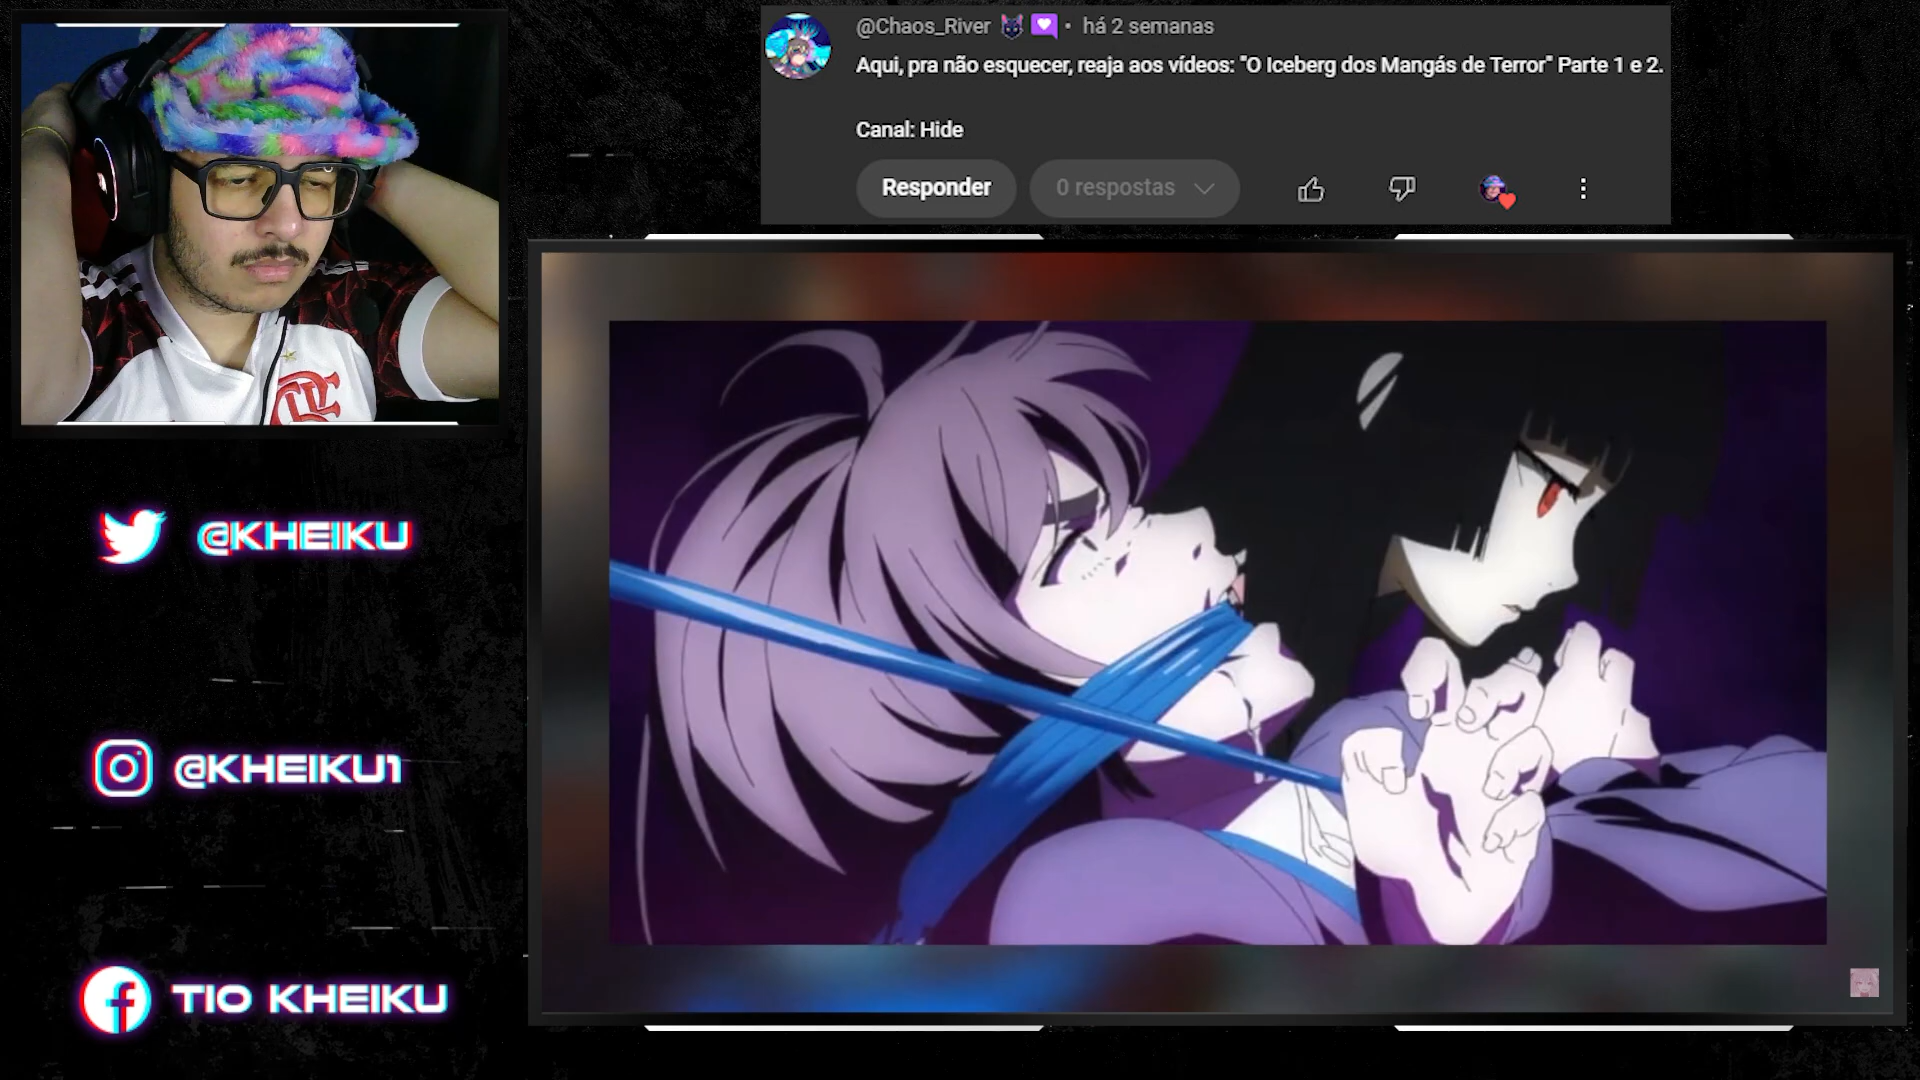 @Chaos_River • há 2 semanas
Aqui, pra não esquecer, reaja aos vídeos: "O Iceberg dos Mangás de Terror" Parte 1 e 2.
Canal: Hide
Responder 0 respostas
@KHEIKU
@KHEIKU1
TIO KHEIKU